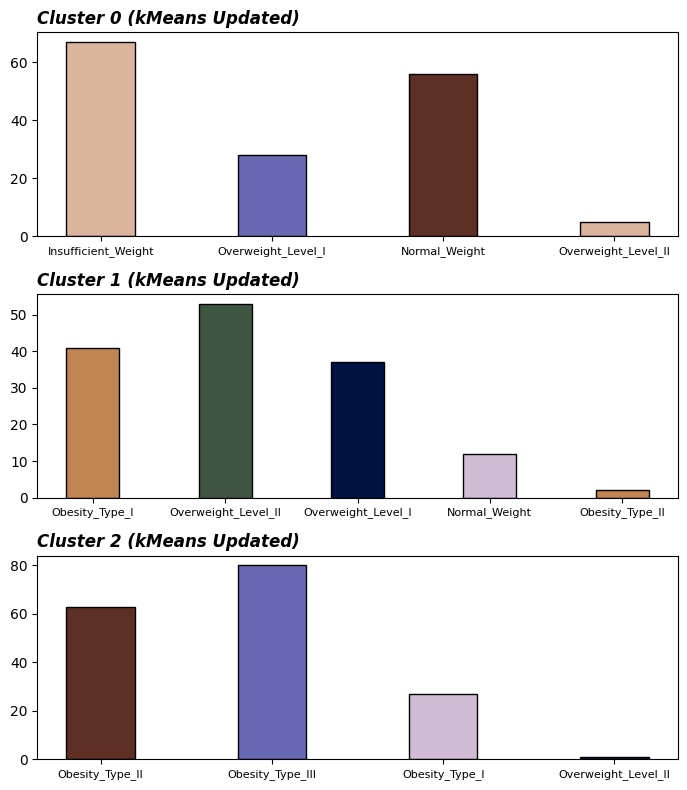 Cluster 0 (kMeans Updated)
60
40
20
0
Insufficient_Weight Overweight_Level_I Normal_Weight Overweight_Level_II
Cluster 1 (kMeans Updated)
50
40
30
20
10
0
Obesity_Type_I Overweight_Level_II Overweight_Level_I Normal_Weight Obesity_Type_II
Cluster 2 (kMeans Updated)
80
60
40
20
0
Obesity_Type_II Obesity_Type_III Obesity_Type_I Overweight_Level_II